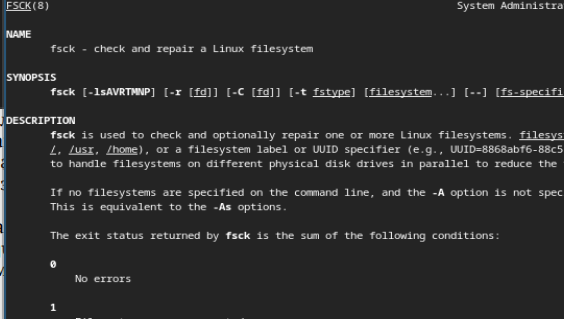 FSCK(8) System Administra
NAME
fsck - check and repair a Linux filesystem
SYNOPSIS
fsck [-lsAVRTMNP] [-r [fd]] [-C [fd]] [-t fstype] [filesystem...] [--] [fs-specifi
DESCRIPTION
fsck is used to check and optionally repair one or more Linux filesystems. filesys
/, /usr, /home), or a filesystem label or UUID specifier (e.g., UUID=8868abf6-88c5
to handle filesystems on different physical disk drives in parallel to reduce the
If no filesystems are specified on the command line, and the -A option is not spec
This is equivalent to the -As options.
The exit status returned by fsck is the sum of the following conditions:
0
No errors
1